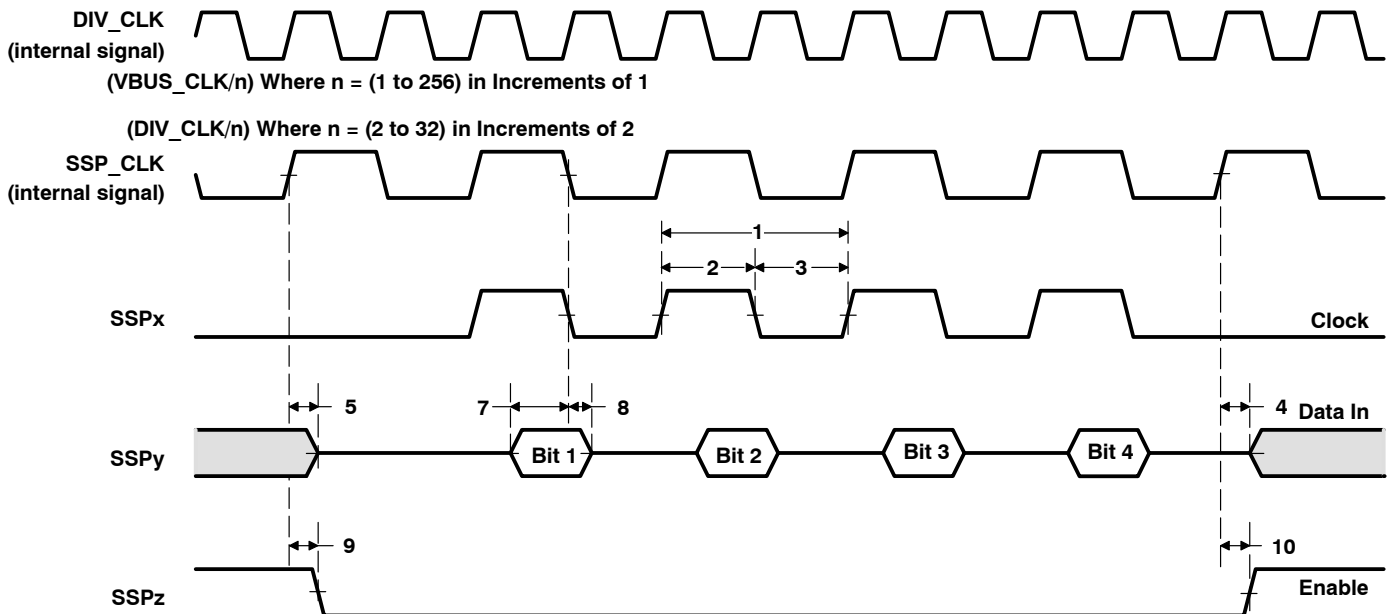 DIV_CLK
(internal signal)
(VBUS_CLK/n) Where n = (1 to 256) in Increments of 1
(DIV_CLK/n) Where n = (2 to 32) in Increments of 2
SSP_CLK
(internal signal)
1
2
3
SSPx
Clock
5
7
8
4
Data In
SSPy
Bit 1
Bit 2
Bit 3
Bit 4
9
10
SSPz
Enable